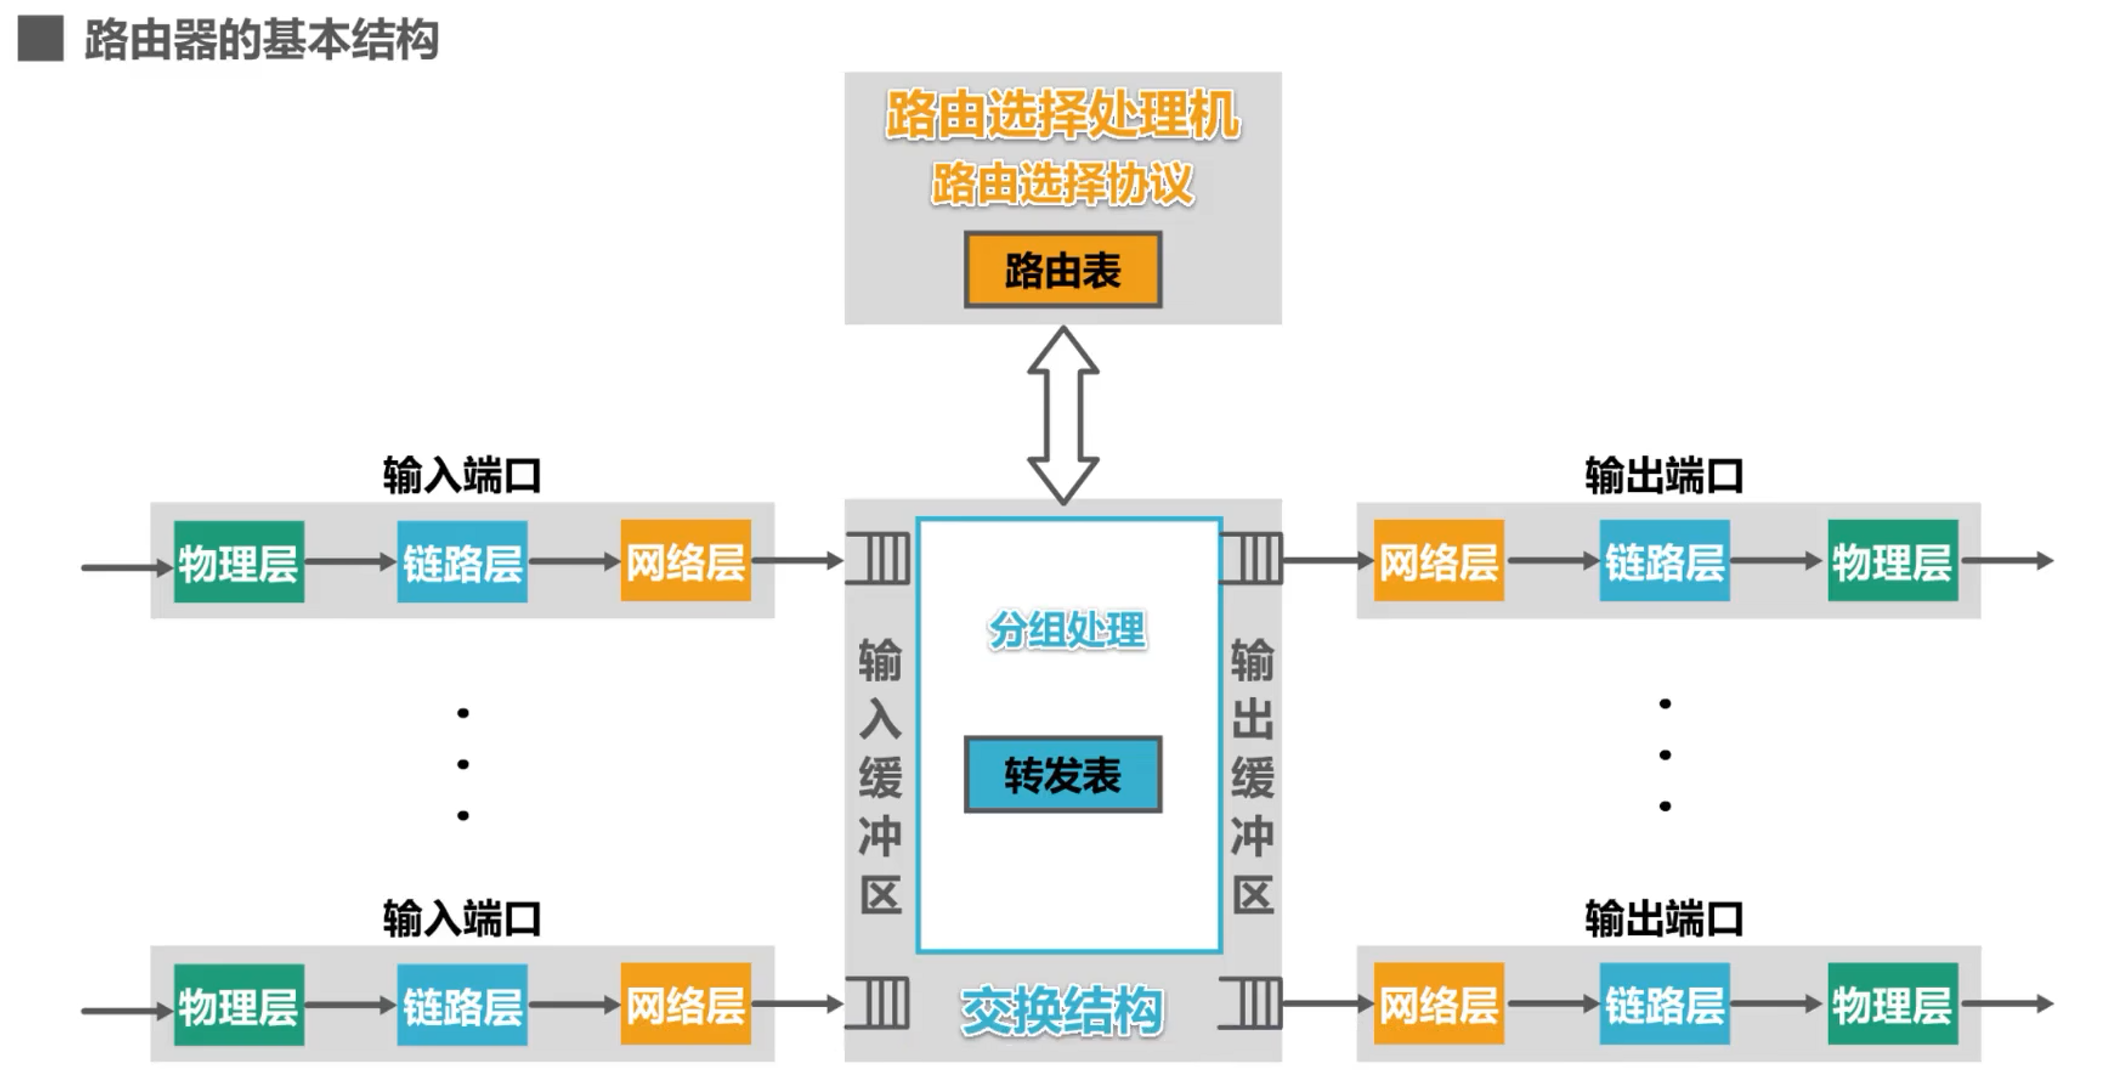 路由器的基本结构
路由选择处理机
路由选择协议
路由表
输入端口
物理层 链路层 网络层
输出端口
网络层 链路层 物理层
输入缓冲区
分组处理
转发表
输出缓冲区
输入端口
物理层 链路层 网络层
交换结构
输出端口
网络层 链路层 物理层